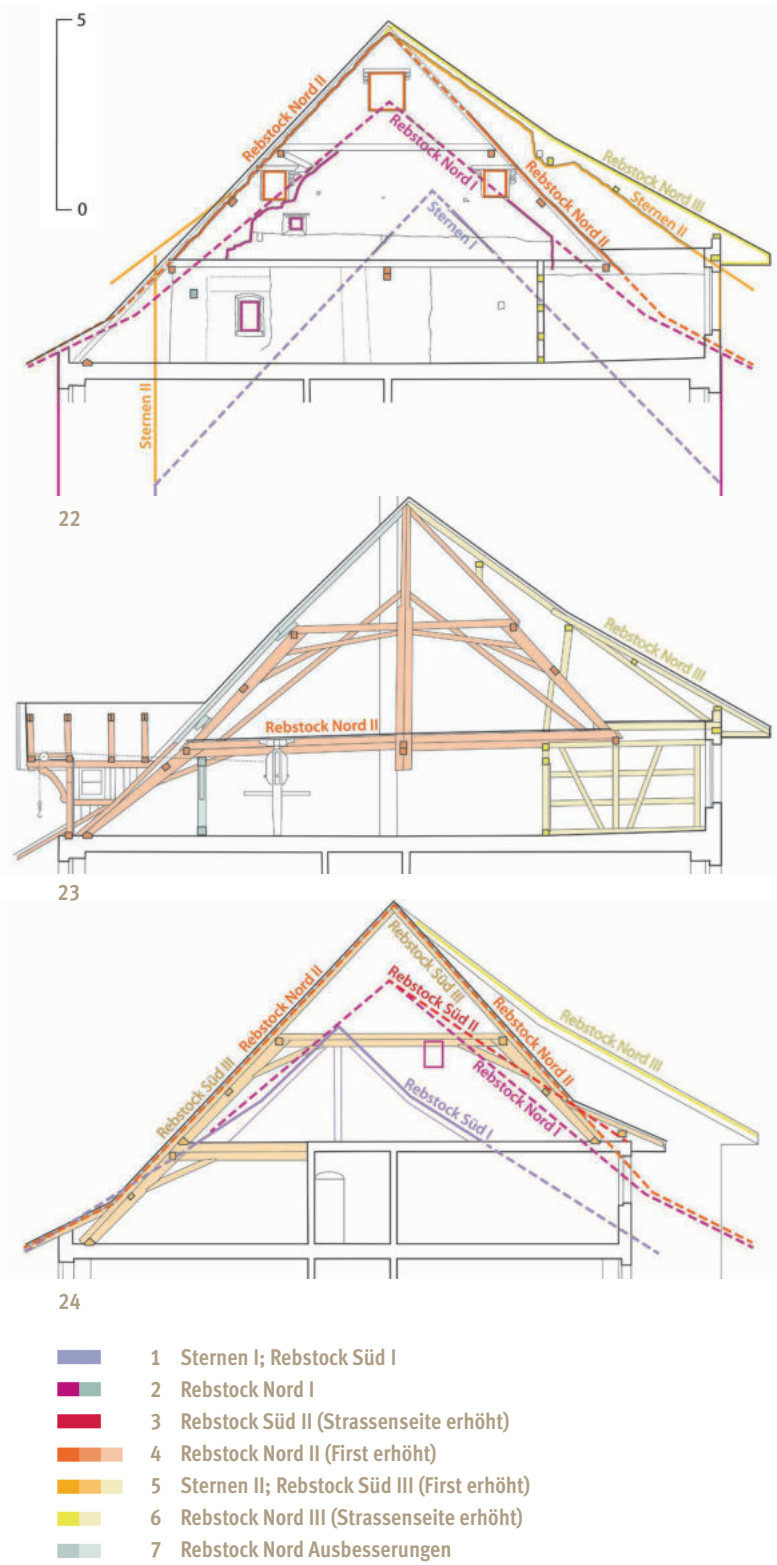 5
0
Rebstock Nord II
Rebstock Nord I
Rebstock Nord II
Rebstock Nord III
Sternen II
Sternen I
Sternen II
22
Rebstock Nord III
Rebstock Nord II
23
Rebstock Süd III
Rebstock Nord II
Rebstock Süd II
Rebstock Nord II
Rebstock Nord III
Rebstock Süd III
Rebstock Nord I
Rebstock Süd I
24
1 Sternen I; Rebstock Süd I
2 Rebstock Nord I
3 Rebstock Süd II (Strassenseite erhöht)
4 Rebstock Nord II (First erhöht)
5 Sternen II; Rebstock Süd III (First erhöht)
6 Rebstock Nord III (Strassenseite erhöht)
7 Rebstock Nord Ausbesserungen